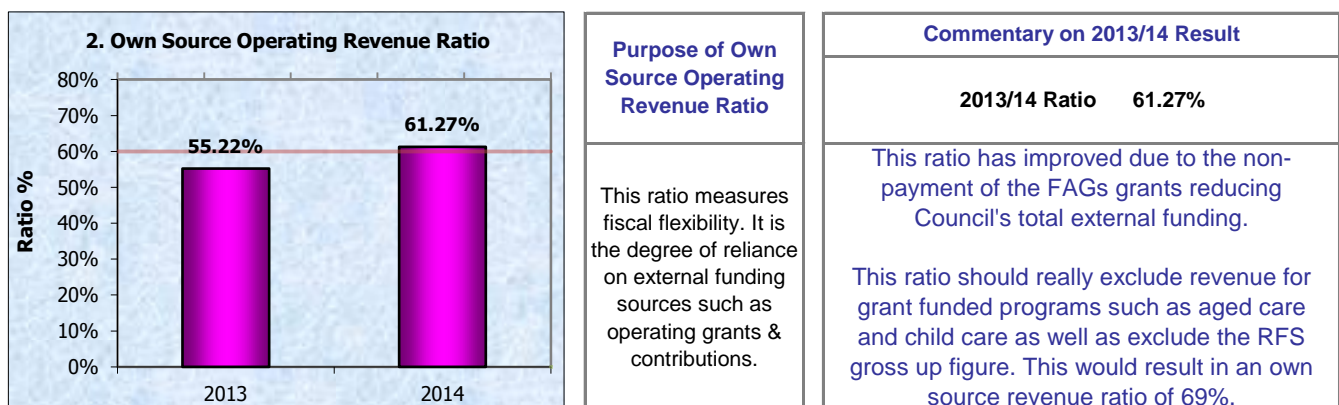 2. Own Source Operating Revenue Ratio
80%
70%
60%
50%
40%
30%
20%
10%
0%
Ratio %
55.22%
61.27%
2013
2014
Purpose of Own
Source Operating
Revenue Ratio
This ratio measures
fiscal flexibility. It is
the degree of reliance
on external funding
sources such as
operating grants &
contributions.
Commentary on 2013/14 Result
2013/14 Ratio 61.27%
This ratio has improved due to the non-
payment of the FAGs grants reducing
Council's total external funding.
This ratio should really exclude revenue for
grant funded programs such as aged care
and child care as well as exclude the RFS
gross up figure. This would result in an own
source revenue ratio of 69%.